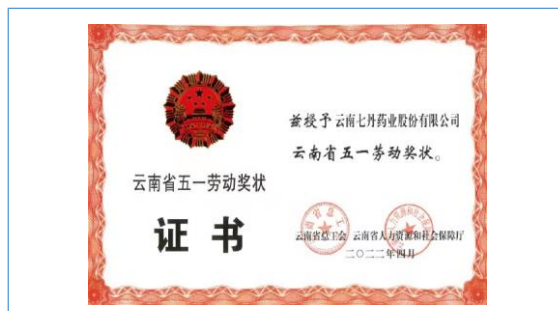 云南省五一劳动奖状
证书
兹授予云南七丹药业股份有限公司
云南省五一劳动奖状。
云南省总工会 云南省人力资源和社会保障厅
二〇二二年四月